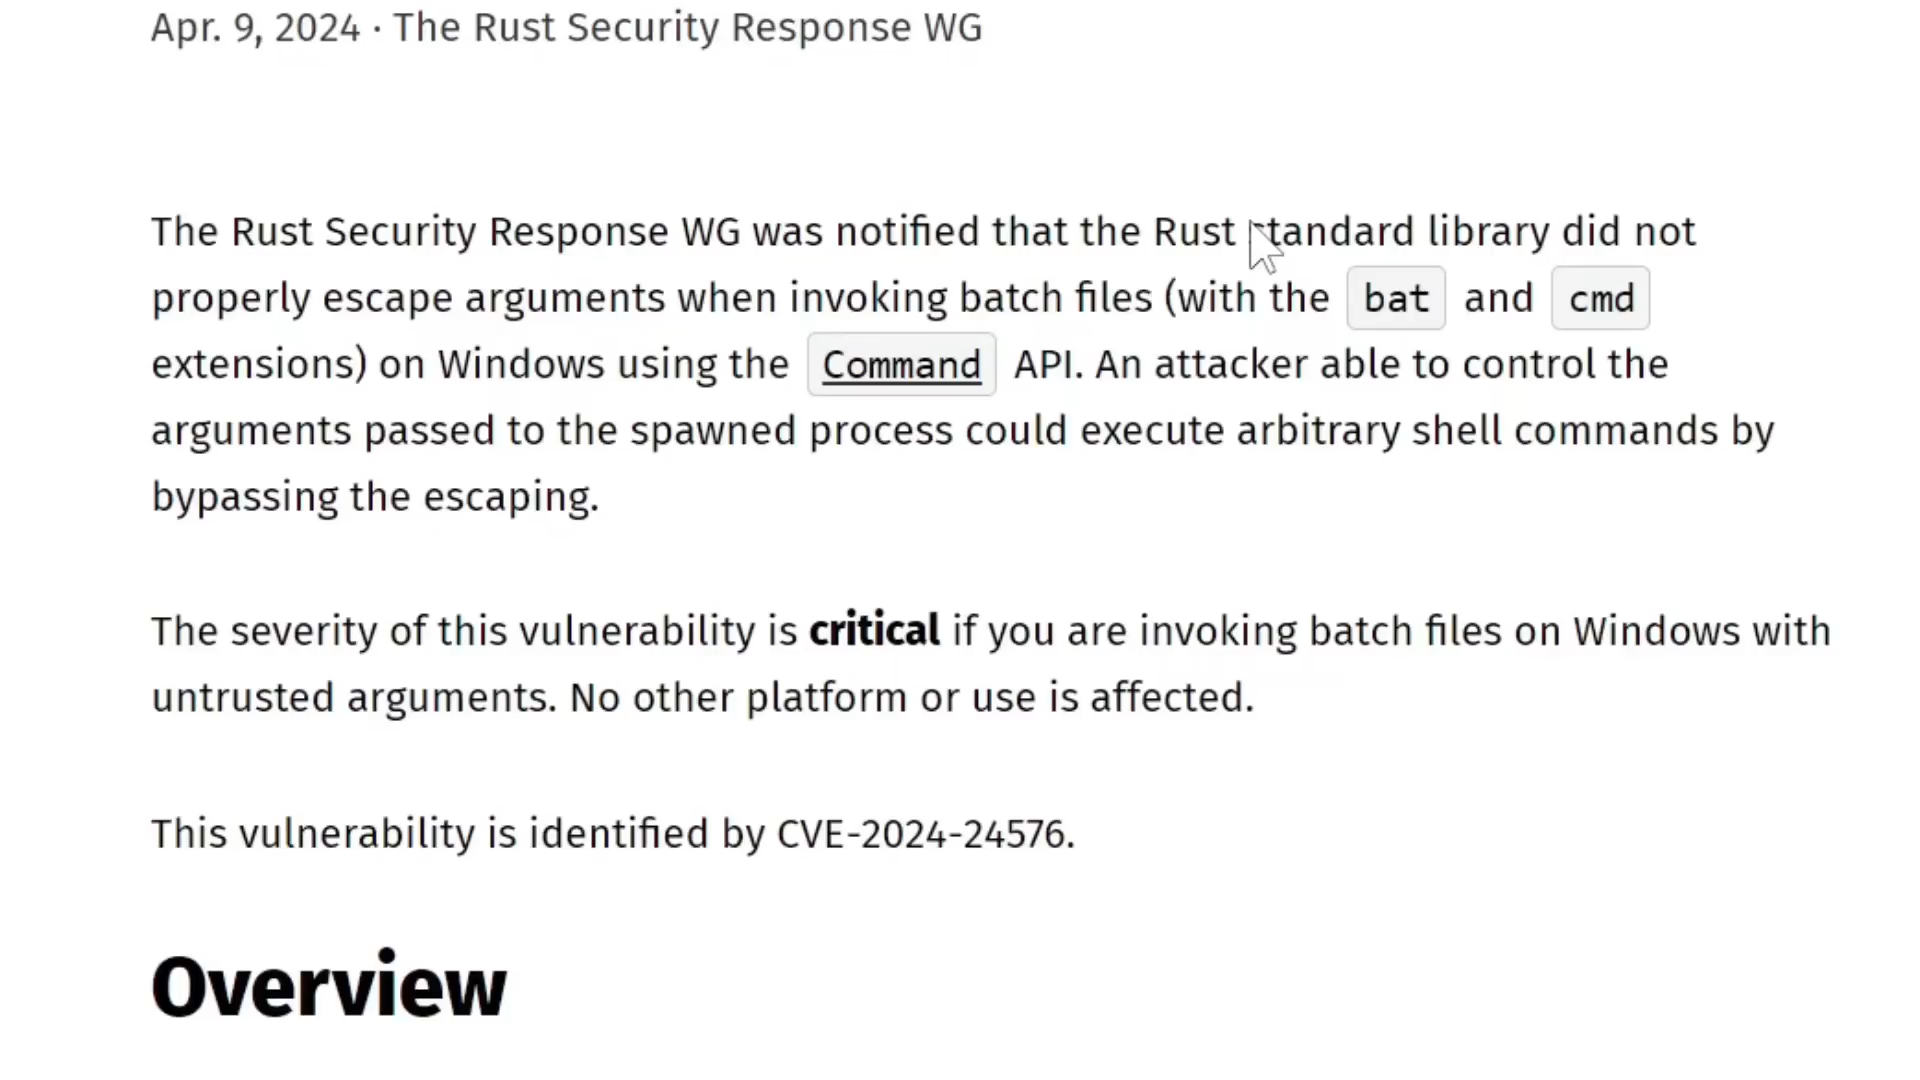 Apr. 9, 2024 · The Rust Security Response WG
The Rust Security Response WG was notified that the Rust standard library did not
properly escape arguments when invoking batch files (with the bat and cmd
extensions) on Windows using the Command API. An attacker able to control the
arguments passed to the spawned process could execute arbitrary shell commands by
bypassing the escaping.
The severity of this vulnerability is critical if you are invoking batch files on Windows with
untrusted arguments. No other platform or use is affected.
This vulnerability is identified by CVE-2024-24576.
Overview